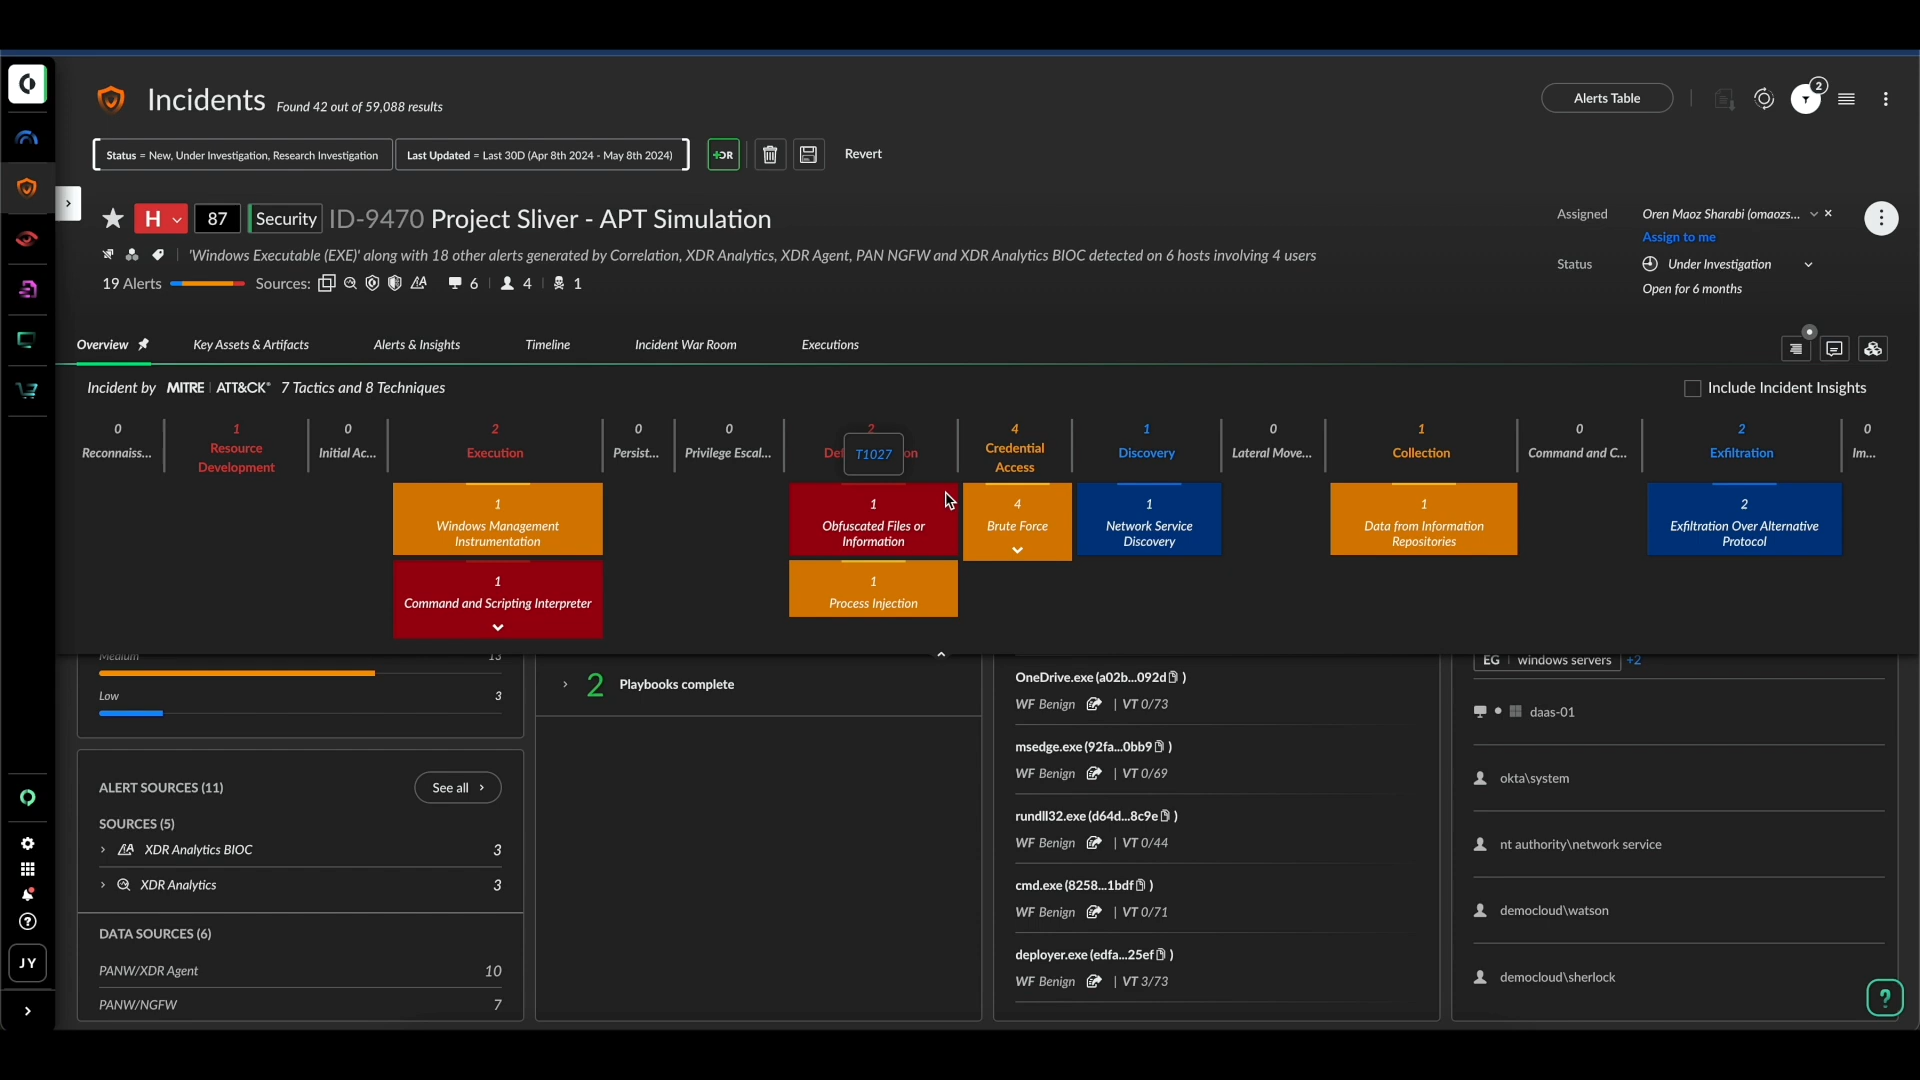 Incidents Found 42 out of 59,088 results
Alerts Table
2
Status = New, Under Investigation, Research Investigation
Last Updated = Last 30D (Apr 8th 2024 - May 8th 2024)
+OR
Revert
H 87 Security ID-9470 Project Sliver - APT Simulation
Assigned Oren Maoz Sharabi (omaozs...
Assign to me
'Windows Executable (EXE)' along with 18 other alerts generated by Correlation, XDR Analytics, XDR Agent, PAN NGFW and XDR Analytics BIOC detected on 6 hosts involving 4 users
Status Under Investigation
19 Alerts Sources: 6 4 1
Open for 6 months
Overview Key Assets & Artifacts Alerts & Insights Timeline Incident War Room Executions
Incident by MITRE | ATT&CK® 7 Tactics and 8 Techniques
Include Incident Insights
0
Reconnaiss...
1
Resource
Development
0
Initial Ac...
2
Execution
0
Persist...
0
Privilege Escal...
2
T1027
4
Credential
Access
1
Discovery
0
Lateral Move...
1
Collection
0
Command and C...
2
Exfiltration
0
Im...
1
Windows Management
Instrumentation
1
Command and Scripting Interpreter
1
Obfuscated Files or
Information
1
Process Injection
4
Brute Force
1
Network Service
Discovery
1
Data from Information
Repositories
2
Exfiltration Over Alternative
Protocol
Medium 13
Low 3
ALERT SOURCES (11)
See all
SOURCES (5)
XDR Analytics BIOC 3
XDR Analytics 3
DATA SOURCES (6)
PANW/XDR Agent 10
PANW/NGFW 7
2 Playbooks complete
OneDrive.exe (a02b...092d )
WF Benign | VT 0/73
msedge.exe (92fa...0bb9 )
WF Benign | VT 0/69
rundll32.exe (d64d...8c9e )
WF Benign | VT 0/44
cmd.exe (8258...1bdf )
WF Benign | VT 0/71
deployer.exe (edfa...25ef )
WF Benign | VT 3/73
EG | windows servers +2
daas-01
okta\system
nt authority\network service
democloud\watson
democloud\sherlock
JY